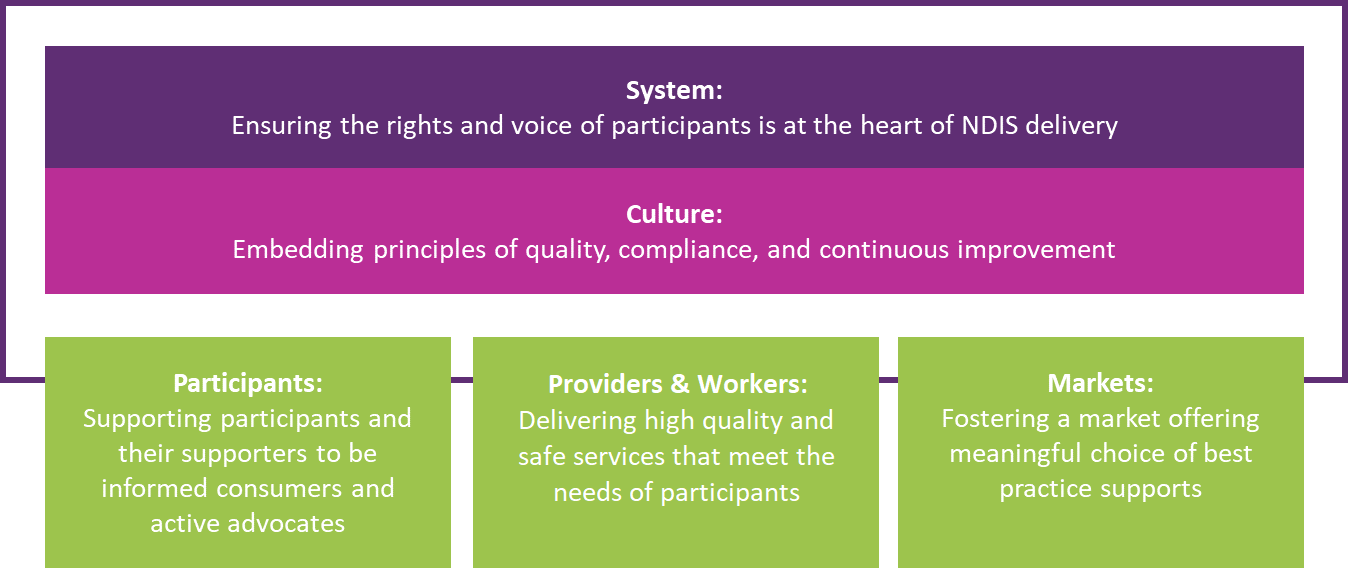 System:
Ensuring the rights and voice of participants is at the heart of NDIS delivery
Culture:
Embedding principles of quality, compliance, and continuous improvement
Participants:
Supporting participants and
their supporters to be
informed consumers and
active advocates
Providers & Workers:
Delivering high quality and
safe services that meet the
needs of participants
Markets:
Fostering a market offering
meaningful choice of best
practice supports